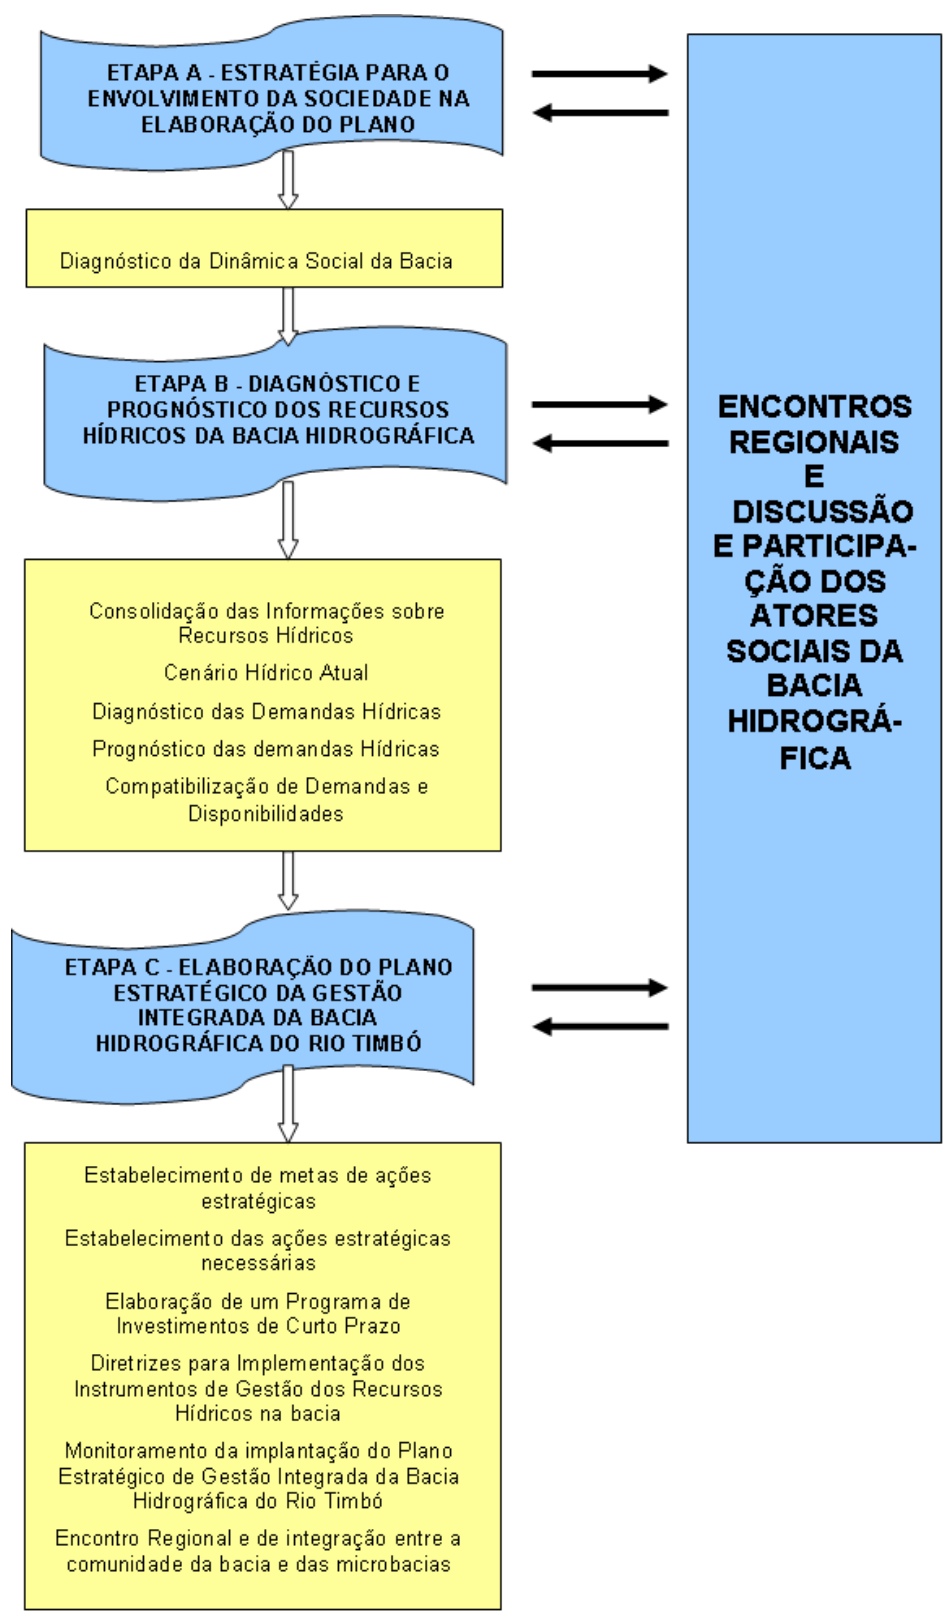 ETAPA A - ESTRATÉGIA PARA O
ENVOLVIMENTO DA SOCIEDADE NA
ELABORAÇÃO DO PLANO
Diagnóstico da Dinâmica Social da Bacia
ETAPA B - DIAGNÓSTICO E
PROGNÓSTICO DOS RECURSOS
HÍDRICOS DA BACIA HIDROGRÁFICA
Consolidação das Informações sobre
Recursos Hídricos
Cenário Hídrico Atual
Diagnóstico das Demandas Hídricas
Prognóstico das demandas Hídricas
Compatibilização de Demandas e
Disponibilidades
ETAPA C - ELABORAÇÃO DO PLANO
ESTRATÉGICO DA GESTÃO
INTEGRADA DA BACIA
HIDROGRÁFICA DO RIO TIMBÓ
Estabelecimento de metas de ações
estratégicas
Estabelecimento das ações estratégicas
necessárias
Elaboração de um Programa de
Investimentos de Curto Prazo
Diretrizes para Implementação dos
Instrumentos de Gestão dos Recursos
Hídricos na bacia
Monitoramento da implantação do Plano
Estratégico de Gestão Integrada da Bacia
Hidrográfica do Rio Timbó
Encontro Regional e de integração entre a
comunidade da bacia e das microbacias
ENCONTROS
REGIONAIS
E
DISCUSSÃO
E PARTICIPA-
ÇÃO DOS
ATORES
SOCIAIS DA
BACIA
HIDROGRÁ-
FICA